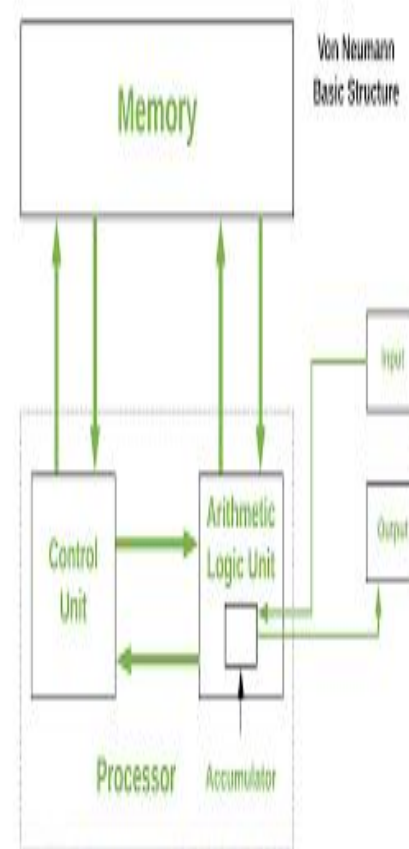 Von Neumann
Basic Structure
Memory
Input
Output
Control
Unit
Arithmetic
Logic Unit
Processor
Accumulator